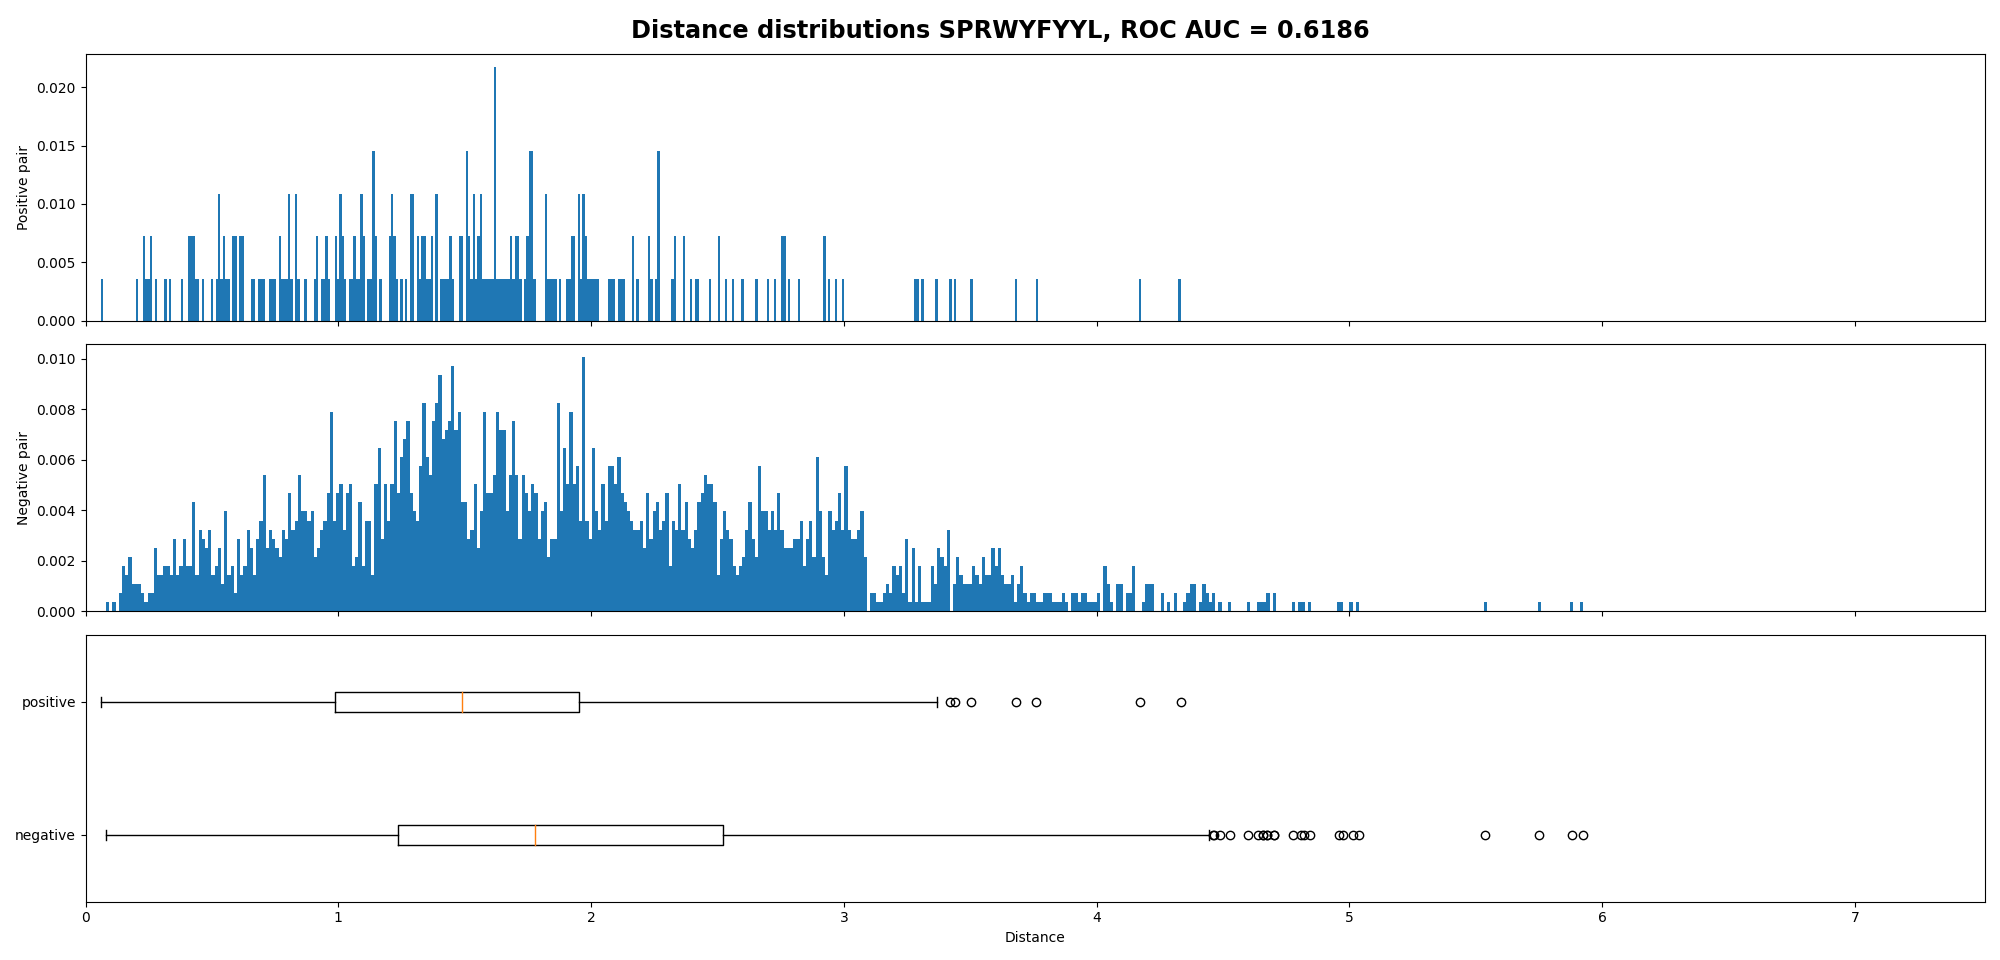 Distance distributions SPRWYFYYL, ROC AUC = 0.6186
0.020
0.015
0.010
0.005
0.000
Positive pair
0.010
0.008
0.006
0.004
0.002
0.000
Negative pair
positive
negative
0 1 2 3 4 5 6 7
Distance